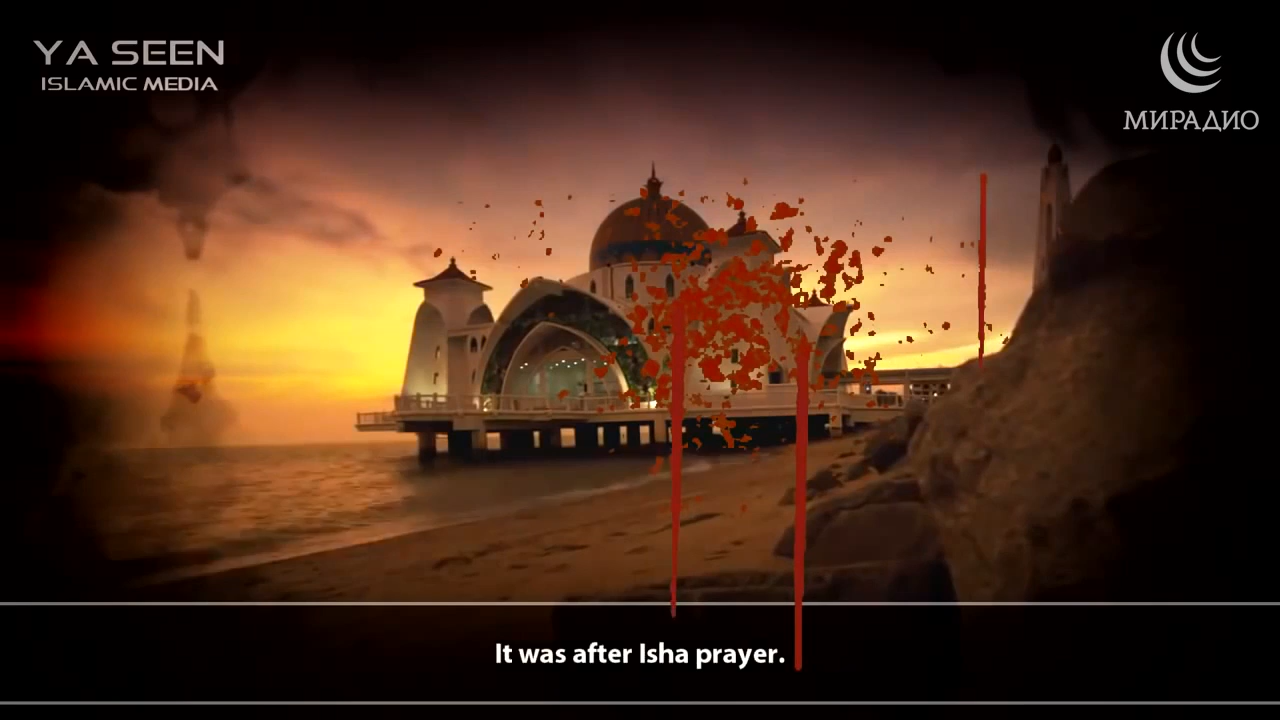 YA SEEN
ISLAMIC MEDIA
МИРАДИО
It was after Isha prayer.